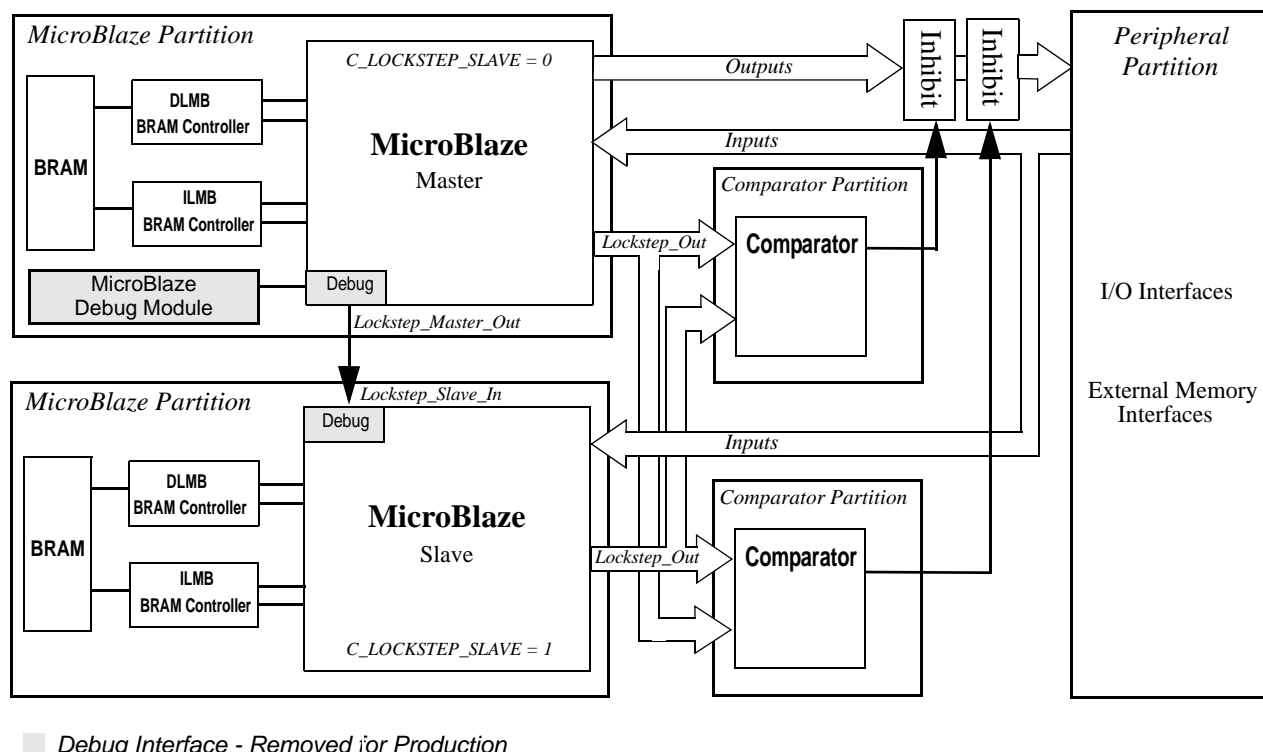 MicroBlaze Partition
C_LOCKSTEP_SLAVE = 0
DLMB
BRAM Controller
BRAM
MicroBlaze
Master
ILMB
BRAM Controller
MicroBlaze
Debug Module
Debug
Lockstep_Master_Out
Outputs
Inhibit
Inhibit
Inputs
Comparator Partition
Lockstep_Out
Comparator
Peripheral
Partition
I/O Interfaces
External Memory
Interfaces
MicroBlaze Partition
Lockstep_Slave_In
Debug
DLMB
BRAM Controller
BRAM
MicroBlaze
Slave
ILMB
BRAM Controller
C_LOCKSTEP_SLAVE = 1
Inputs
Comparator Partition
Lockstep_Out
Comparator
Debug Interface - Removed for Production